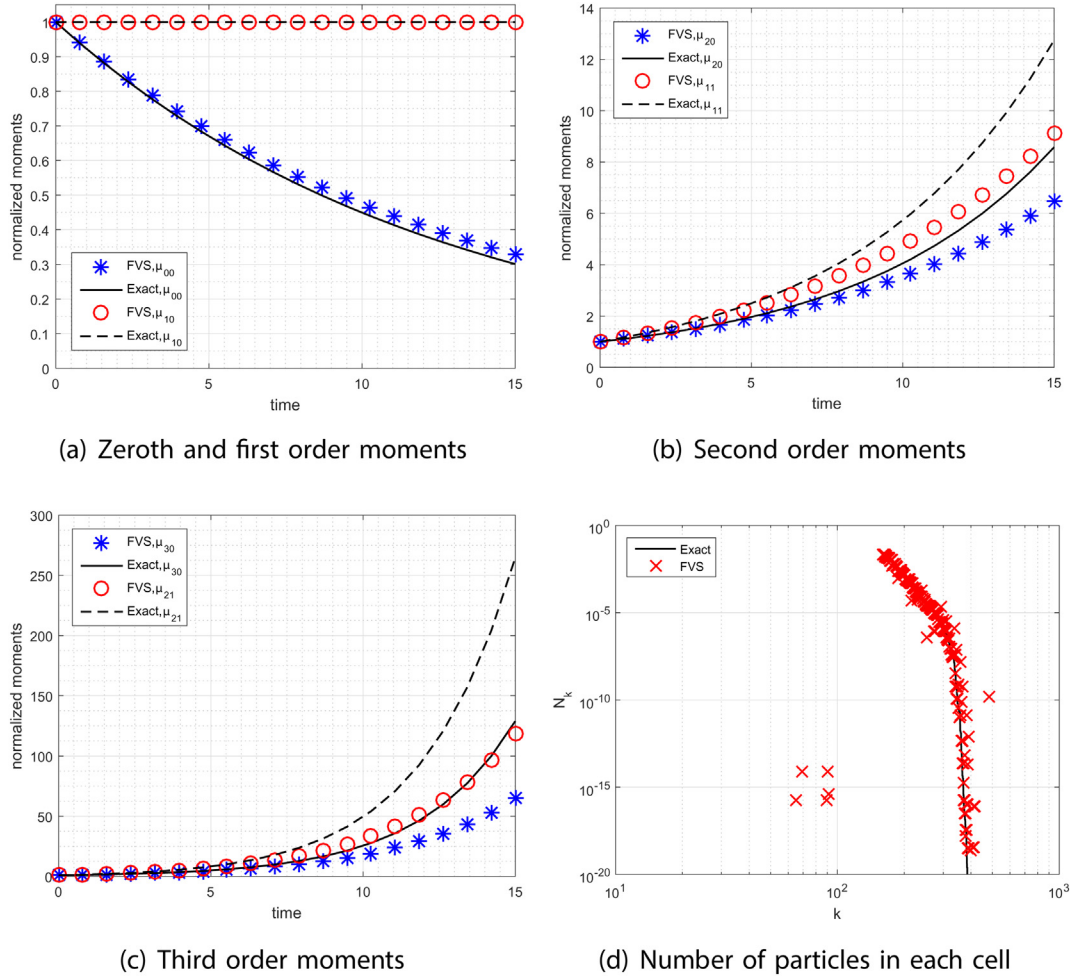 1
0.9
0.8
0.7
0.6
0.5
0.4
0.3
0.2
0.1
0
normalized moments
FVS,μ00
Exact,μ00
FVS,μ10
Exact,μ10
0 5 10 15
time
(a) Zeroth and first order moments
14
12
10
8
6
4
2
0
normalized moments
FVS,μ20
Exact,μ20
FVS,μ11
Exact,μ11
0 5 10 15
time
(b) Second order moments
300
250
200
150
100
50
0
normalized moments
FVS,μ30
Exact,μ30
FVS,μ21
Exact,μ21
0 5 10 15
time
(c) Third order moments
10^0
10^-5
10^-10
10^-15
10^-20
N_k
Exact
FVS
10^1 10^2 10^3
k
(d) Number of particles in each cell